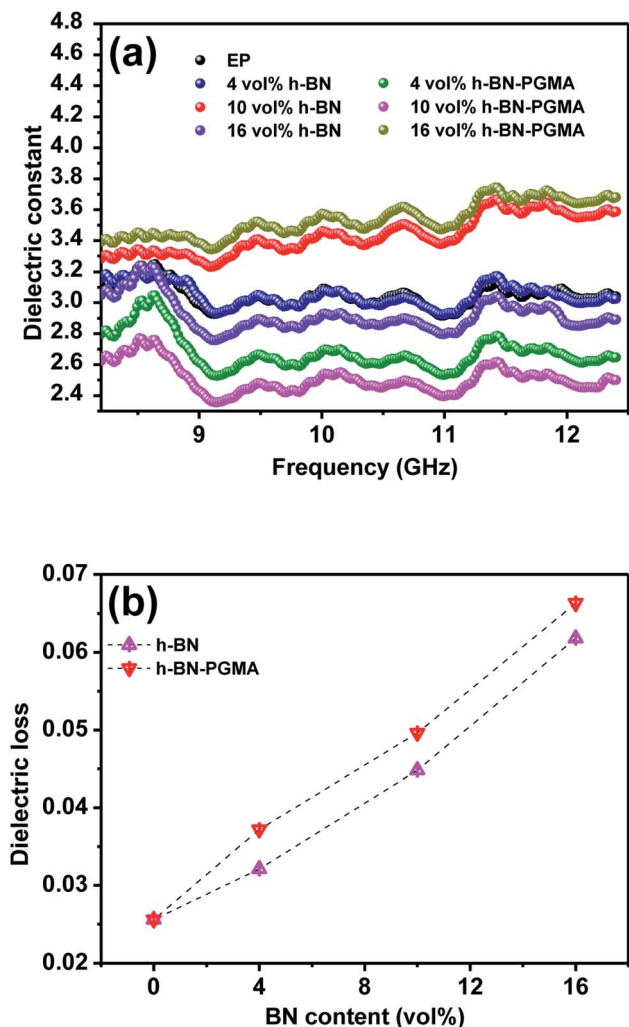 (a)
4.8
4.6
4.4
4.2
4.0
3.8
3.6
3.4
3.2
3.0
2.8
2.6
2.4
Dielectric constant
EP
4 vol% h-BN
4 vol% h-BN-PGMA
10 vol% h-BN
10 vol% h-BN-PGMA
16 vol% h-BN
16 vol% h-BN-PGMA
9 10 11 12
Frequency (GHz)
(b)
0.07
0.06
0.05
0.04
0.03
0.02
Dielectric loss
h-BN
h-BN-PGMA
0 4 8 12 16
BN content (vol%)